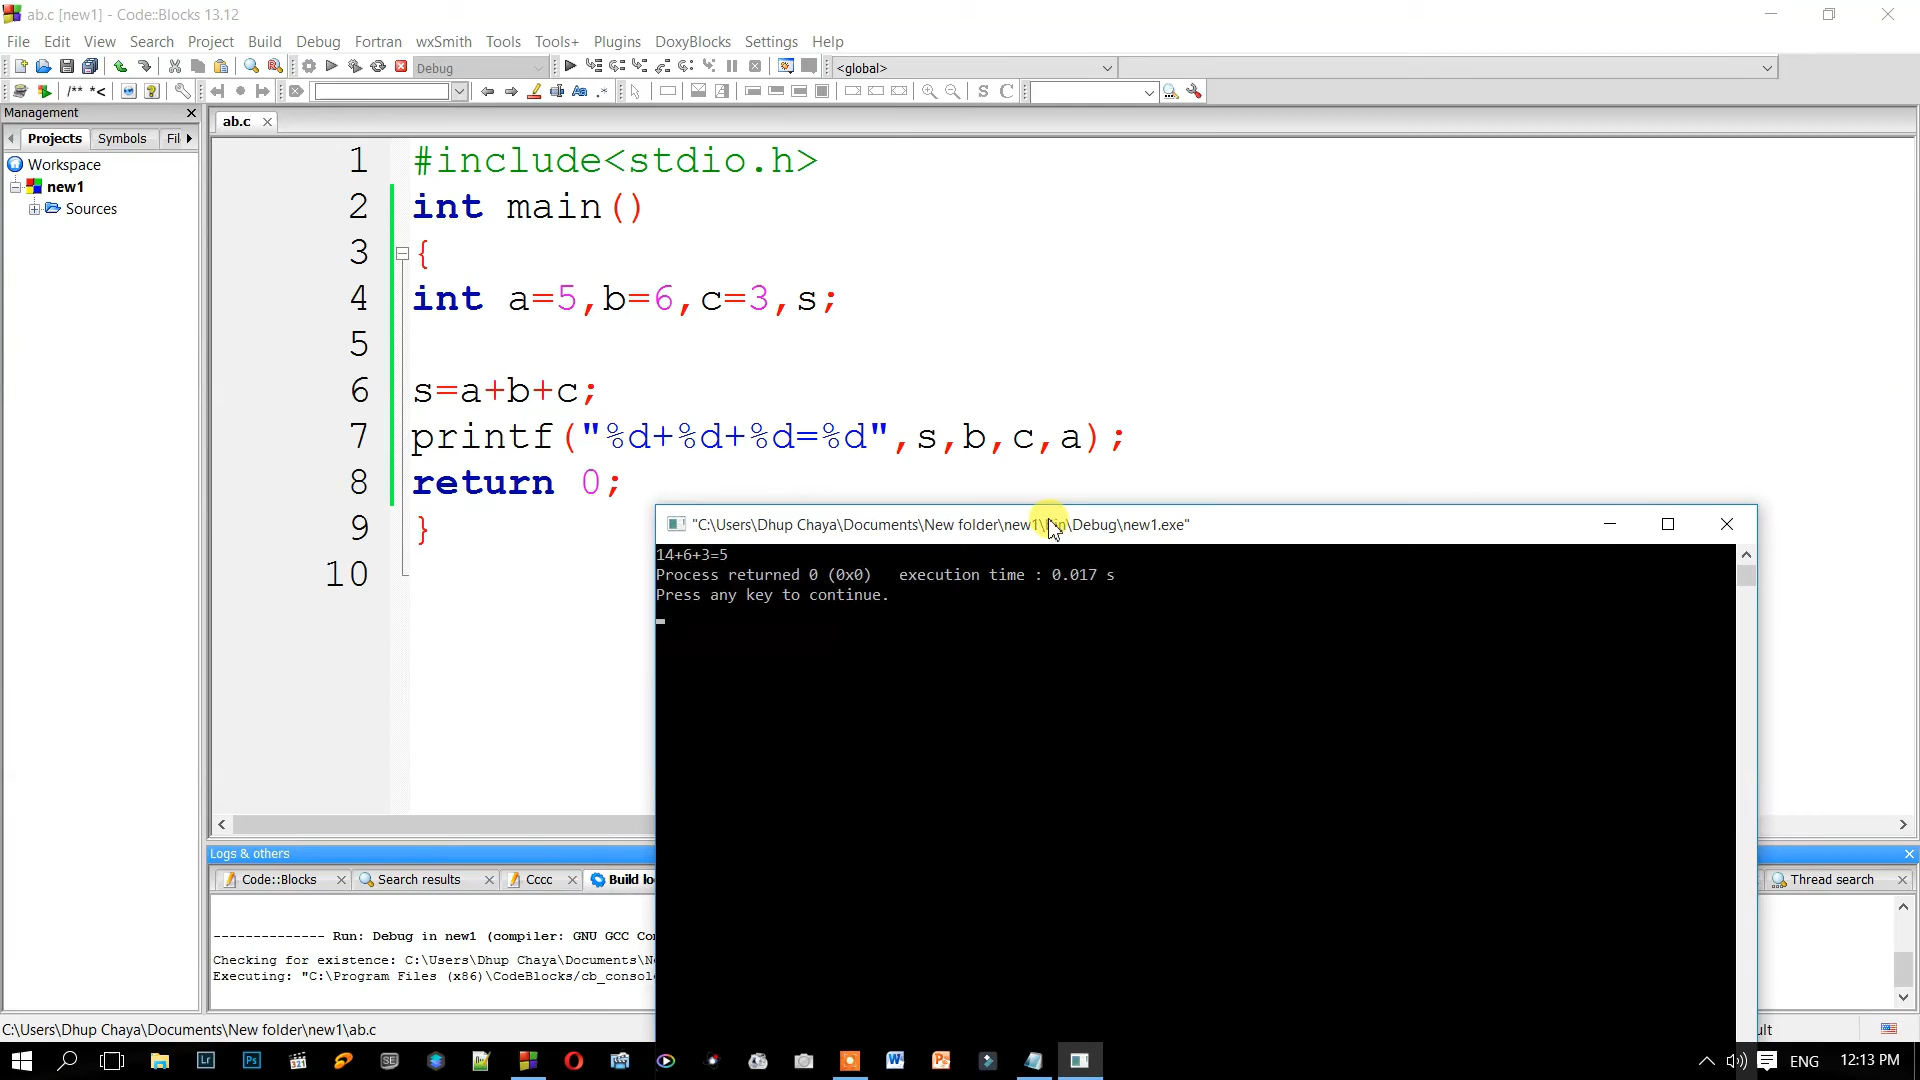 ab.c [new1] - Code::Blocks 13.12
File Edit View Search Project Build Debug Fortran wxSmith Tools Tools+ Plugins DoxyBlocks Settings Help
Debug <global>
/** *<
S C
Management
ab.c
Projects Symbols Fil
Workspace
new1
Sources
1 #include<stdio.h>
2 int main()
3 {
4 int a=5,b=6,c=3,s;
5
6 s=a+b+c;
7 printf("%d+%d+%d=%d",s,b,c,a);
8 return 0;
9 }
10
"C:\Users\Dhup Chaya\Documents\New folder\new1\bin\Debug\new1.exe"
14+6+3=5
Process returned 0 (0x0) execution time : 0.017 s
Press any key to continue.
Logs & others
Code::Blocks Search results Cccc Build lo Thread search
-------------- Run: Debug in new1 (compiler: GNU GCC Co
Checking for existence: C:\Users\Dhup Chaya\Documents\N
Executing: "C:\Program Files (x86)\CodeBlocks/cb_consol
C:\Users\Dhup Chaya\Documents\New folder\new1\ab.c
ult
Lr Ps 321 SE ENG 12:13 PM